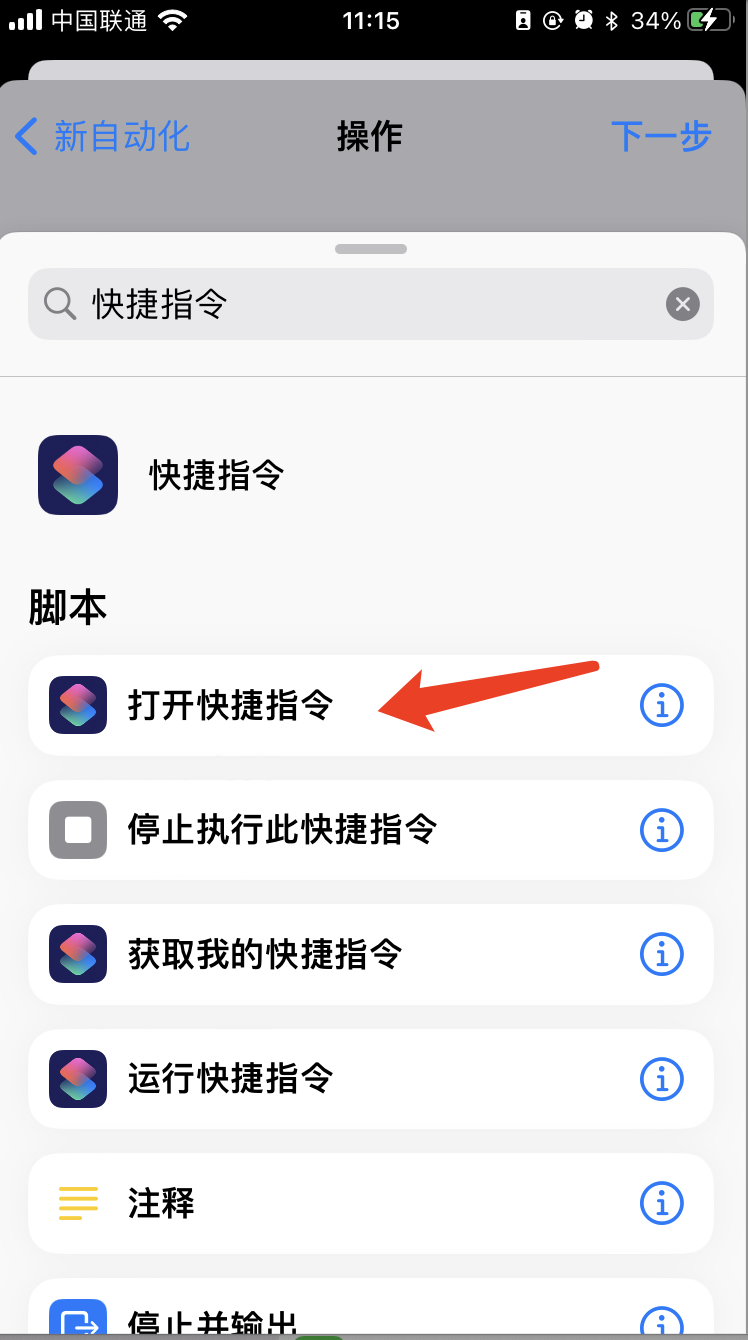 中国联通 11:15 34%
新自动化 操作 下一步
快捷指令
快捷指令
脚本
打开快捷指令
停止执行此快捷指令
获取我的快捷指令
运行快捷指令
注释
停止并输出